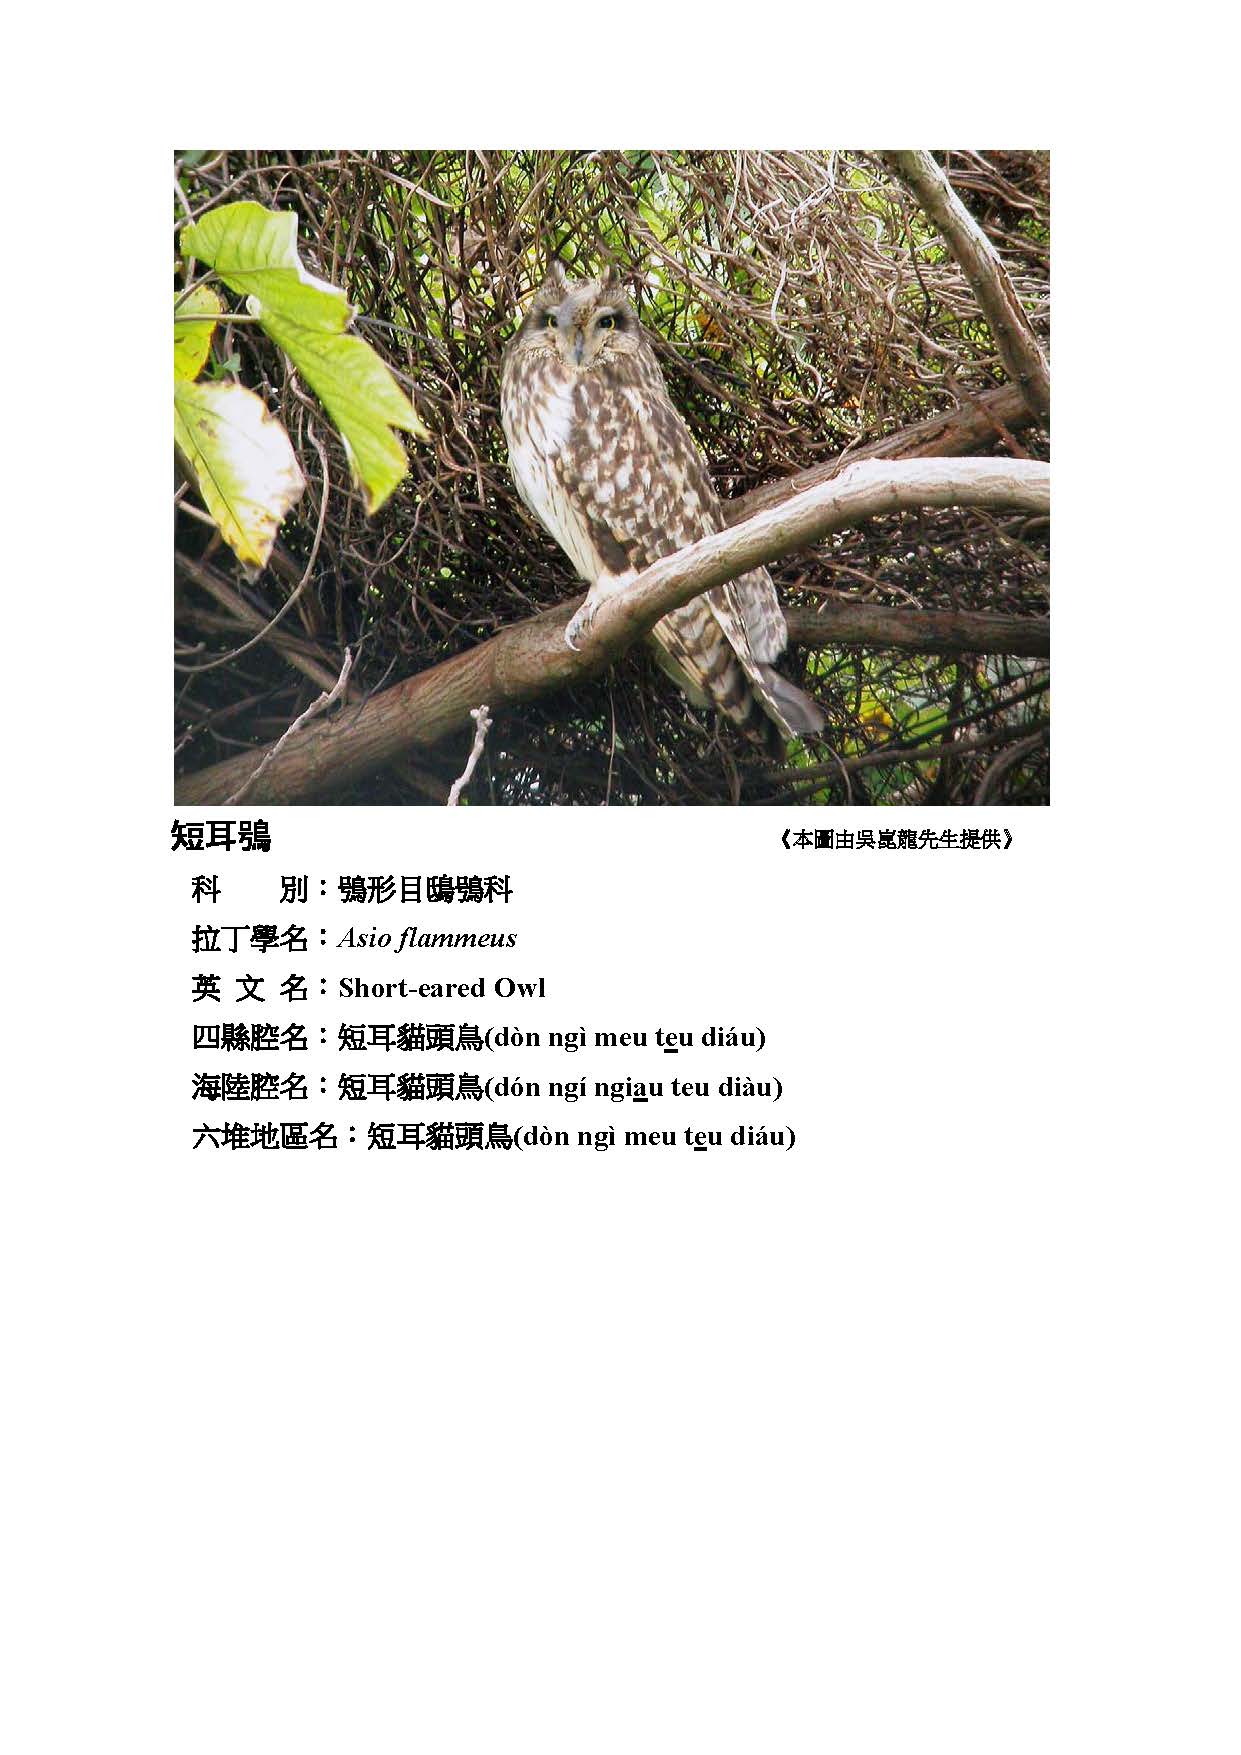 短耳鴞 《本圖由吳崑龍先生提供》
科　　別：鴞形目鴟鴞科
拉丁學名：Asio flammeus
英 文 名：Short-eared Owl
四縣腔名：短耳貓頭鳥(dòn ngì meu teu diáu)
海陸腔名：短耳貓頭鳥(dón ngí ngiau teu diàu)
六堆地區名：短耳貓頭鳥(dòn ngì meu teu diáu)